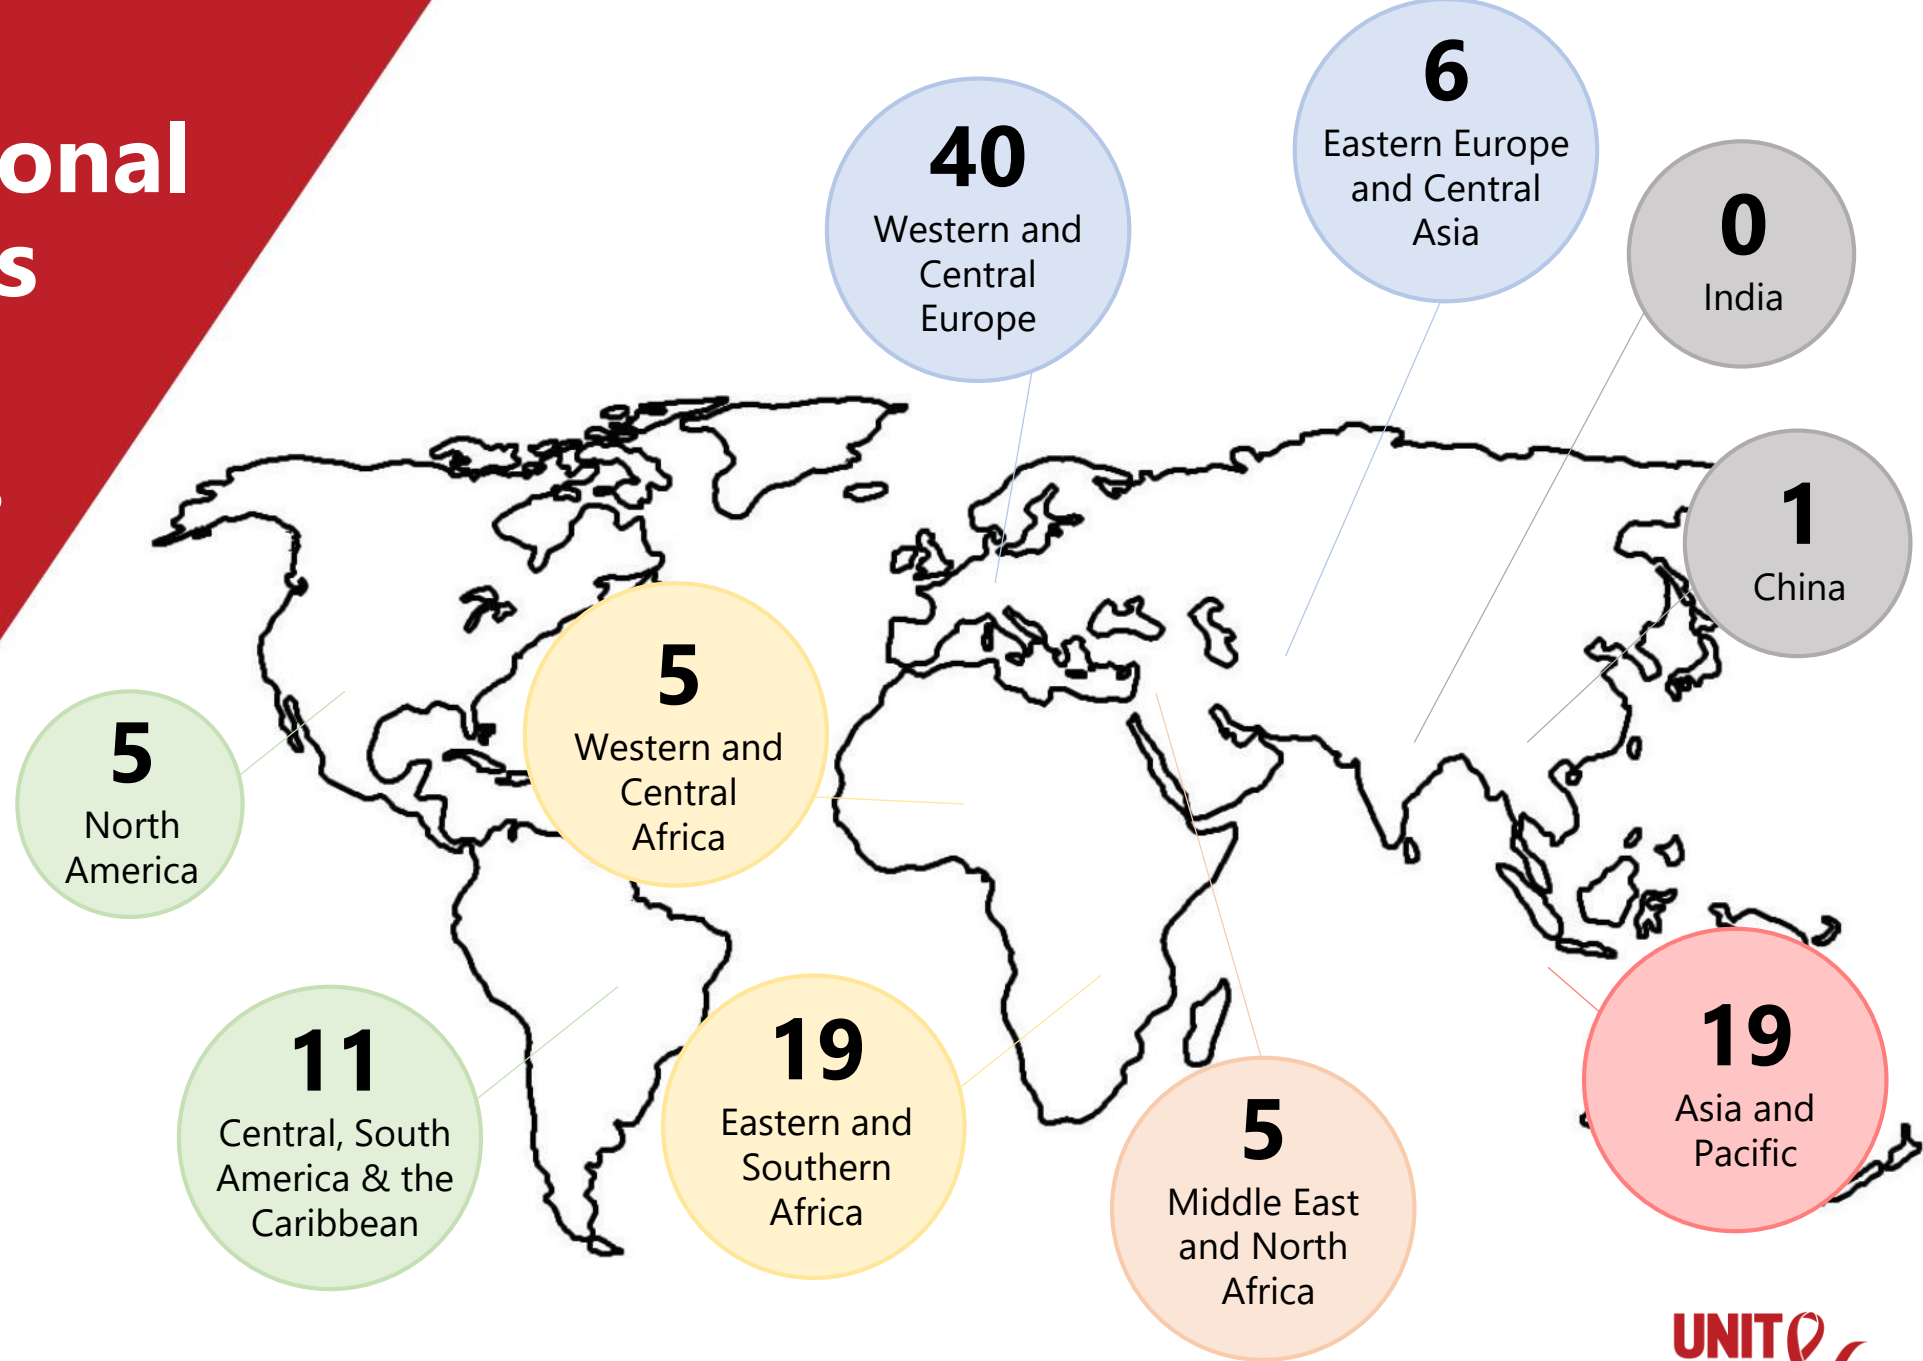 onal
s
40
Western and
Central
Europe
6
Eastern Europe
and Central
Asia
0
India
1
China
5
North
America
5
Western and
Central
Africa
11
Central, South
America & the
Caribbean
19
Eastern and
Southern
Africa
5
Middle East
and North
Africa
19
Asia and
Pacific
UNIT